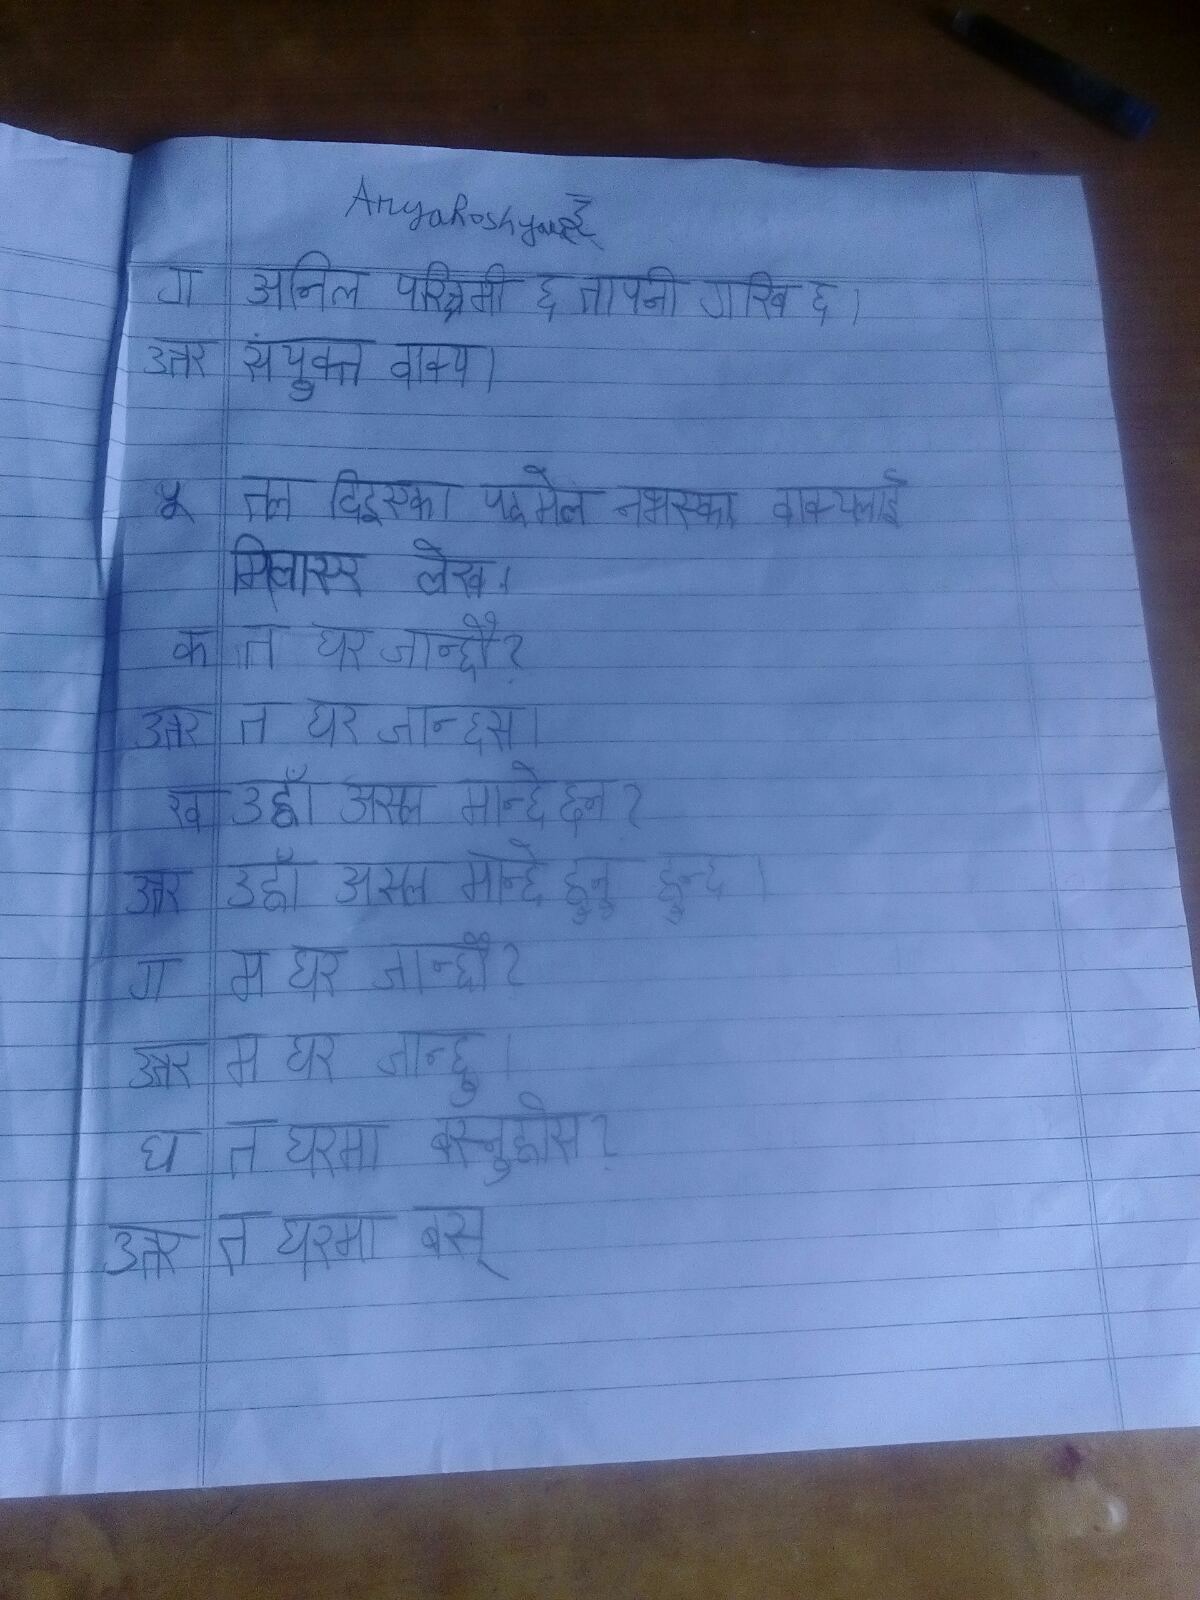 ग अनिल परिश्रमी छ तापनी गरिब छ।
उत्तर संयुक्त वाक्य।
५ तल दिइएका पदमेल नभएका वाक्यलाई
मिलाएर लेख।
क त घर जान्छौ?
उत्तर त घर जान्छस।
ख उहाँ असल मान्छे छन?
उत्तर उहाँ असल मान्छे हुनु हुन्छ।
ग म घर जान्छौ?
उत्तर म घर जान्छु।
घ त घरमा बस्नुहोस?
उत्तर त घरमा बस्